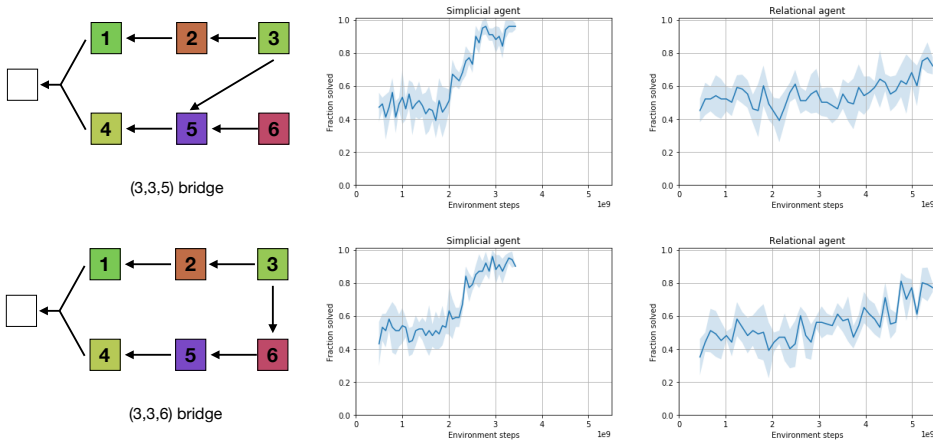 1 2 3
4 5 6
(3,3,5) bridge
Simplicial agent
Fraction solved
1.0
0.8
0.6
0.4
0.2
0.0
0 1 2 3 4 5
Environment steps
1e9
Relational agent
Fraction solved
1.0
0.8
0.6
0.4
0.2
0.0
0 1 2 3 4 5
Environment steps
1e9
1 2 3
4 5 6
(3,3,6) bridge
Simplicial agent
Fraction solved
1.0
0.8
0.6
0.4
0.2
0.0
0 1 2 3 4 5
Environment steps
1e9
Relational agent
Fraction solved
1.0
0.8
0.6
0.4
0.2
0.0
0 1 2 3 4 5
Environment steps
1e9